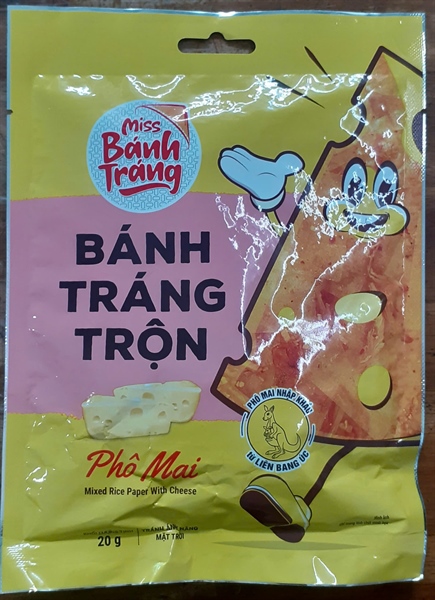 Miss
Bánh
Tráng
BÁNH
TRÁNG
TRỘN
PHÔ MAI NHẬP KHẨU
từ LIÊN BANG ÚC
Phô Mai
Mixed Rice Paper With Cheese
20 g
MẶT TRỜI